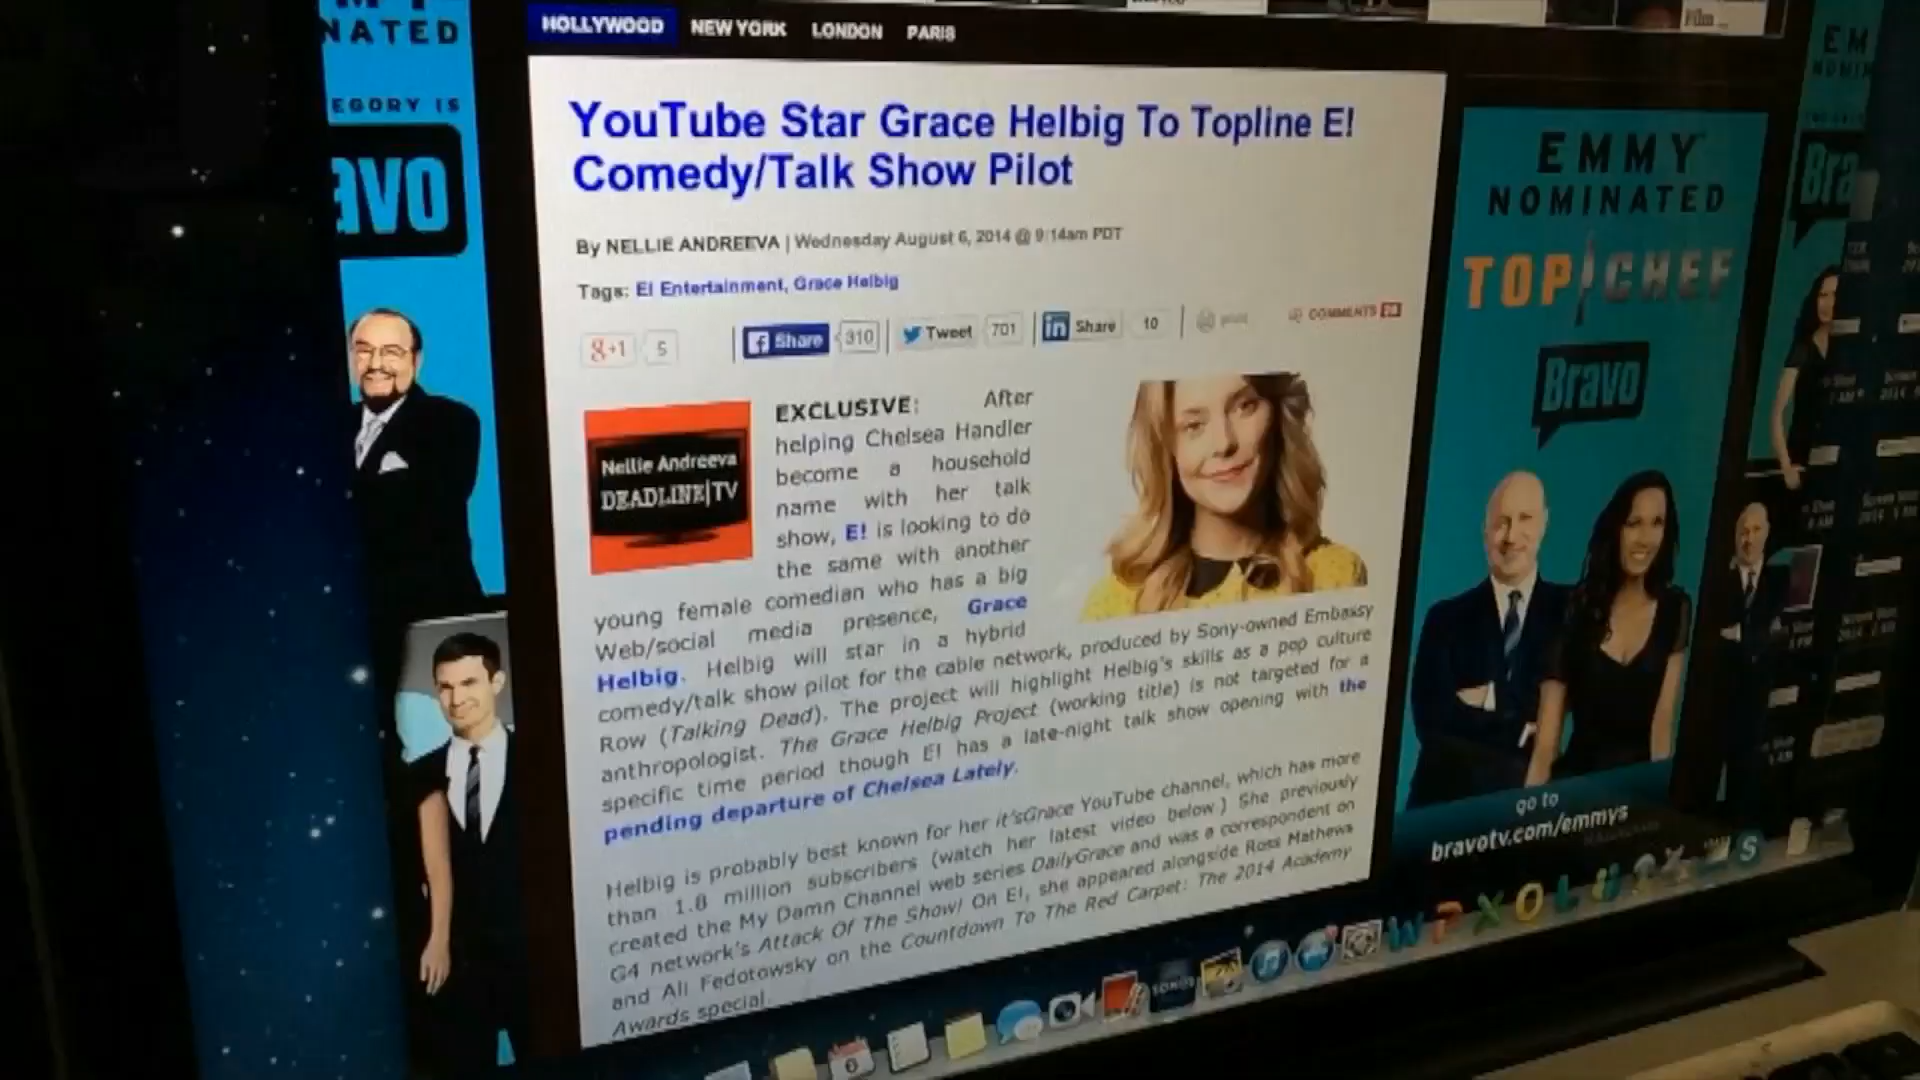 NATED
EGORY IS
avo
HOLLYWOOD NEW YORK LONDON PARIS
Film ...
YouTube Star Grace Helbig To Topline E!
Comedy/Talk Show Pilot
By NELLIE ANDREEVA | Wednesday August 6, 2014 @ 9:14am PDT
Tags: E! Entertainment, Grace Helbig
g+1 5 Share 310 Tweet 701 in Share 10 print COMMENTS
Nellie Andreeva
DEADLINE|TV
EXCLUSIVE: After
helping Chelsea Handler
become a household
name with her talk
show, E! is looking to do
the same with another
young female comedian who has a big
Web/social media presence, Grace
Helbig. Helbig will star in a hybrid
comedy/talk show pilot for the cable network, produced by Sony-owned Embassy
Row (Talking Dead). The project will highlight Helbig's skills as a pop culture
anthropologist. The Grace Helbig Project (working title) is not targeted for a
specific time period though E! has a late-night talk show opening with the
pending departure of Chelsea Lately.
Helbig is probably best known for her it'sGrace YouTube channel, which has more
than 1.8 million subscribers (watch her latest video below.) She previously
created the My Damn Channel web series DailyGrace and was a correspondent on
G4 network's Attack Of The Show! On E!, she appeared alongside Ross Mathews
and Ali Fedotowsky on the Countdown To The Red Carpet: The 2014 Academy
Awards special.
EMMY
NOMINATED
TOP CHEF
Bravo
go to
bravotv.com/emmys
EM
NOMIN
Bra
SONOS